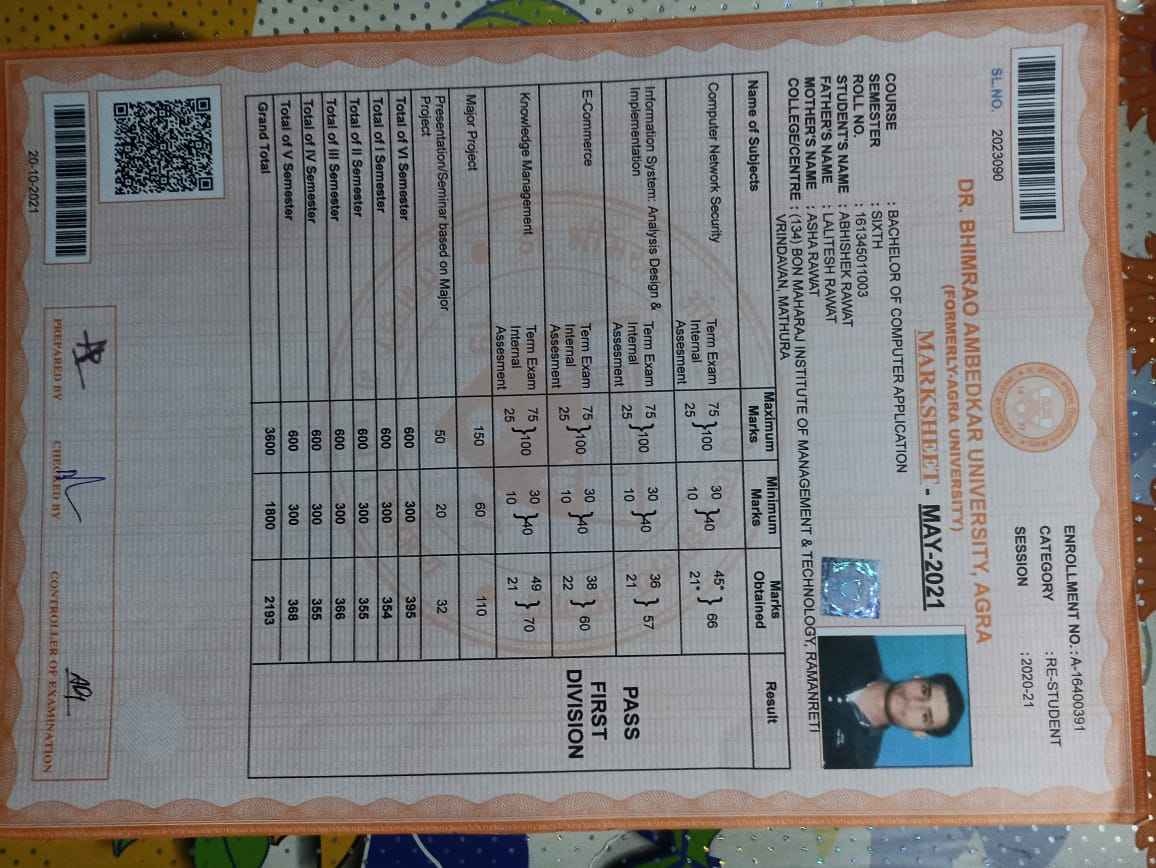 SL.NO. 2023090
ENROLLMENT NO. : A-16400391
CATEGORY : RE-STUDENT
SESSION : 2020-21
DR. BHIMRAO AMBEDKAR UNIVERSITY, AGRA
(FORMERLY:AGRA UNIVERSITY)
MARKSHEET - MAY-2021
COURSE : BACHELOR OF COMPUTER APPLICATION
SEMESTER : SIXTH
ROLL NO. : 161345011003
STUDENT'S NAME : ABHISHEK RAWAT
FATHER'S NAME : LALITESH RAWAT
MOTHER'S NAME : ASHA RAWAT
COLLEGE/CENTRE : (134) BON MAHARAJ INSTITUTE OF MANAGEMENT & TECHNOLOGY, RAMANRETI
VRINDAVAN, MATHURA
Name of Subjects Maximum Marks Minimum Marks Marks Obtained Result
Computer Network Security Term Exam 75 }100 30 }40 45* } 66
Internal Assesment 25 10 21*
Information System: Analysis Design & Implementation Term Exam 75 }100 30 }40 36 } 57
Internal Assesment 25 10 21
E-Commerce Term Exam 75 }100 30 }40 38 } 60
Internal Assesment 25 10 22
Knowledge Management Term Exam 75 }100 30 }40 49 } 70
Internal Assesment 25 10 21
Major Project 150 60 110
Presentation/Seminar based on Major Project 50 20 32
Total of VI Semester 600 300 395
Total of I Semester 600 300 354
Total of II Semester 600 300 355
Total of III Semester 600 300 366
Total of IV Semester 600 300 355
Total of V Semester 600 300 368
Grand Total 3600 1800 2193
PASS
FIRST
DIVISION
PREPARED BY CHECKED BY CONTROLLER OF EXAMINATION
20-10-2021